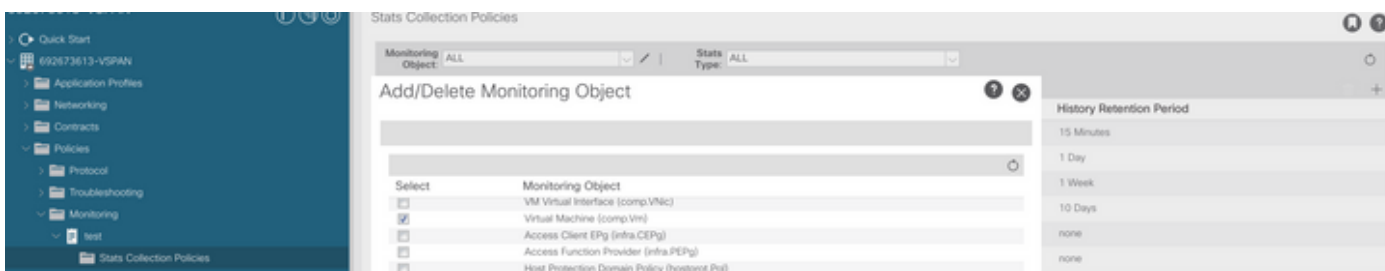 Stats Collection Policies
Quick Start
692673613-VSPAN
Application Profiles
Networking
Contracts
Policies
Protocol
Troubleshooting
Monitoring
test
Stats Collection Policies
Monitoring Object: ALL
Stats Type: ALL
Add/Delete Monitoring Object
Select Monitoring Object
VM Virtual Interface (comp.VNic)
Virtual Machine (comp.Vm)
Access Client EPg (infra.CEPg)
Access Function Provider (infra.PEPg)
Host Protection Domain Policy (hostprot.Pol)
History Retention Period
15 Minutes
1 Day
1 Week
10 Days
none
none